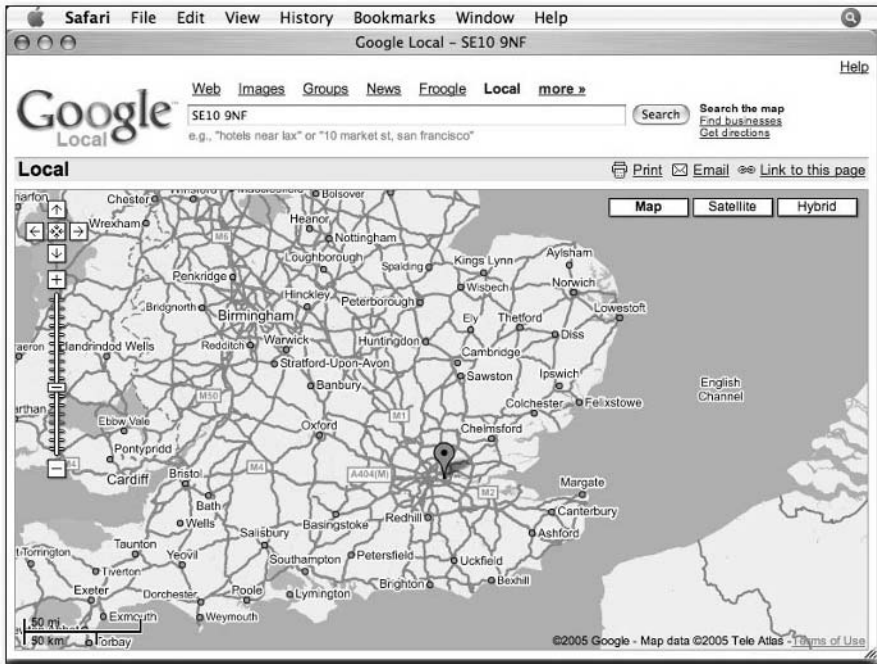 Safari File Edit View History Bookmarks Window Help
Google Local – SE10 9NF
Help
Google Local
Web Images Groups News Froogle Local more »
SE10 9NF
Search
Search the map
Find businesses
Get directions
e.g., "hotels near lax" or "10 market st, san francisco"
Local
Print Email Link to this page
Map Satellite Hybrid
Chester
Bolsover
Wrexham
Heanor
M6
Nottingham
Loughborough
Penkridge
Spalding
Kings Lynn
Aylsham
Wisbech
Norwich
Bridgnorth
Hinckley
Peterborough
Birmingham
Lowestoft
Ely
Thetford
Diss
Redditch
Warwick
Huntingdon
Stratford-Upon-Avon
Cambridge
Banbury
Sawston
Ipswich
English
Channel
M50
M1
Colchester
Felixstowe
Ebbw Vale
Oxford
Chelmsford
Pontypridd
Cardiff
Bristol
M4
A404(M)
M2
Margate
Bath
Canterbury
Wells
Basingstoke
Redhill
Ashford
Taunton
Yeovil
Salisbury
Petersfield
Uckfield
Tiverton
Southampton
Exeter
Dorchester
Poole
Lymington
Brighton
Bexhill
Exmouth
Weymouth
50 mi
50 km
Torbay
©2005 Google - Map data ©2005 Tele Atlas - Terms of Use